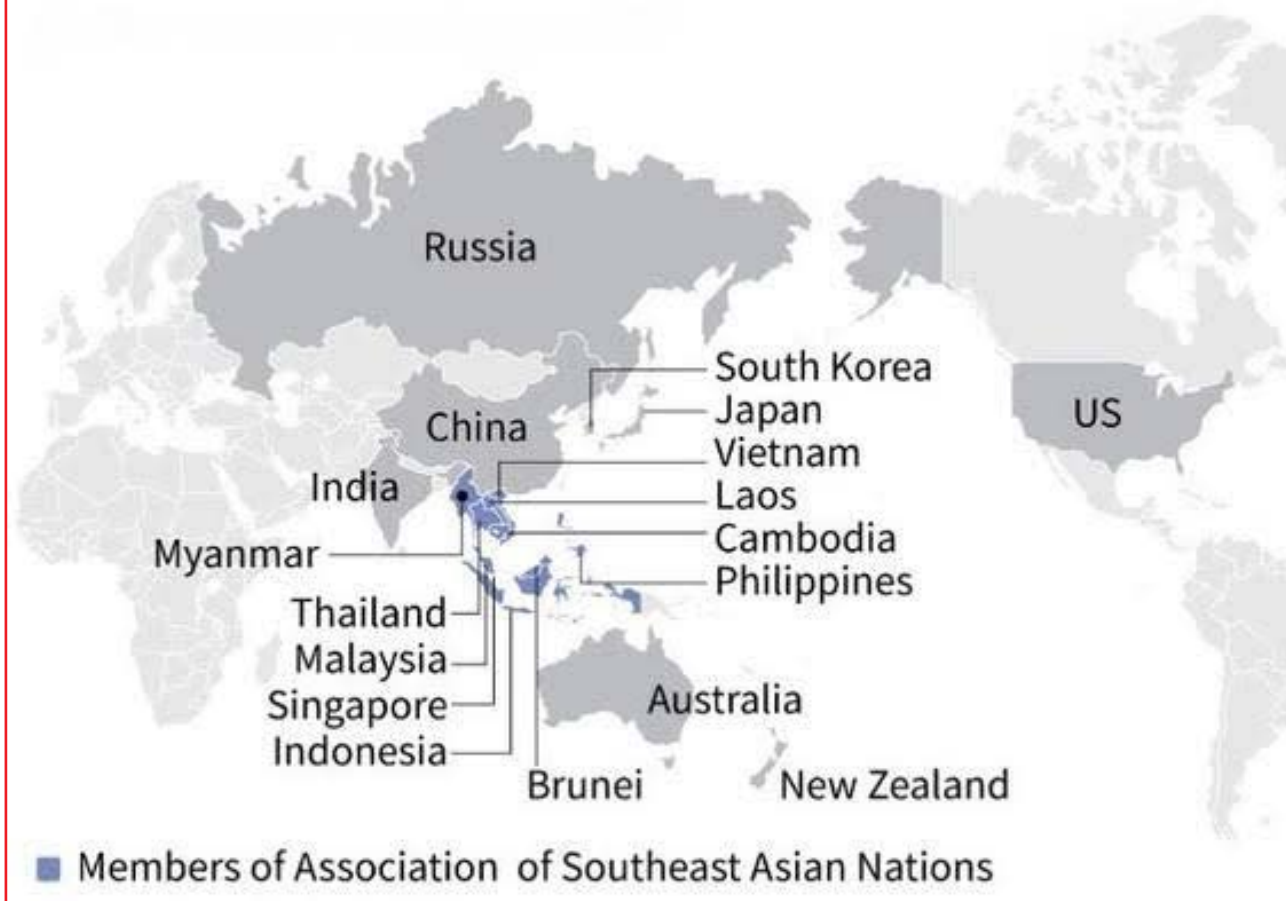 Russia
South Korea
Japan
China
US
Vietnam
India
Laos
Cambodia
Myanmar
Philippines
Thailand
Malaysia
Singapore
Australia
Indonesia
Brunei
New Zealand
Members of Association of Southeast Asian Nations